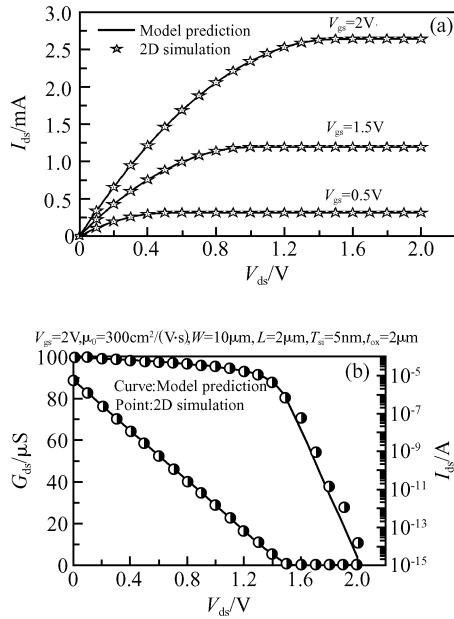 (a)
Model prediction
2D simulation
Vgs=2V
Vgs=1.5V
Vgs=0.5V
3.0
2.5
2.0
1.0
0.5
0
Ids/mA
0 0.4 0.8 1.2 1.6 2.0
Vds/V
Vgs=2V,μ0=300cm²/(V·s),W=10μm,L=2μm,Tsi=5nm,tox=2μm
(b)
Curve:Model prediction
Point:2D simulation
100
80
60
40
20
0
Gds/μS
10⁻⁵
10⁻⁷
10⁻⁹
10⁻¹¹
10⁻¹³
10⁻¹⁵
Ids/A
0 0.4 0.8 1.2 1.6 2.0
Vds/V